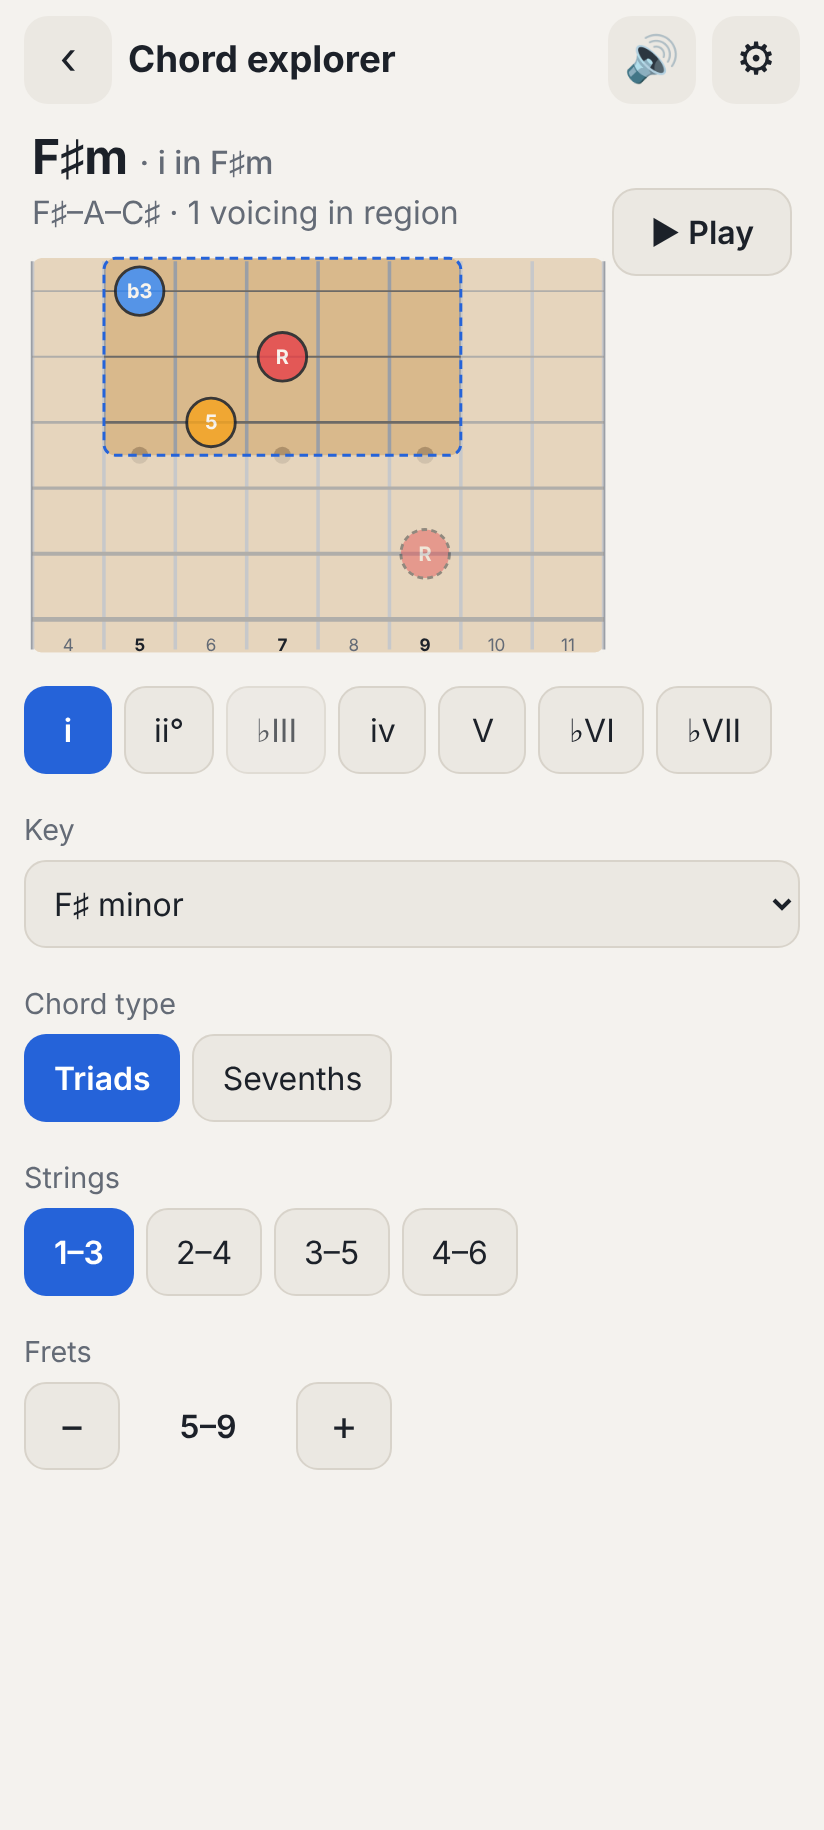 ‹ Chord explorer
F♯m · i in F♯m
F♯–A–C♯ · 1 voicing in region
▶ Play
b3
R
5
R
4 5 6 7 8 9 10 11
i ii° ♭III iv V ♭VI ♭VII
Key
F♯ minor
Chord type
Triads Sevenths
Strings
1–3 2–4 3–5 4–6
Frets
− 5–9 +